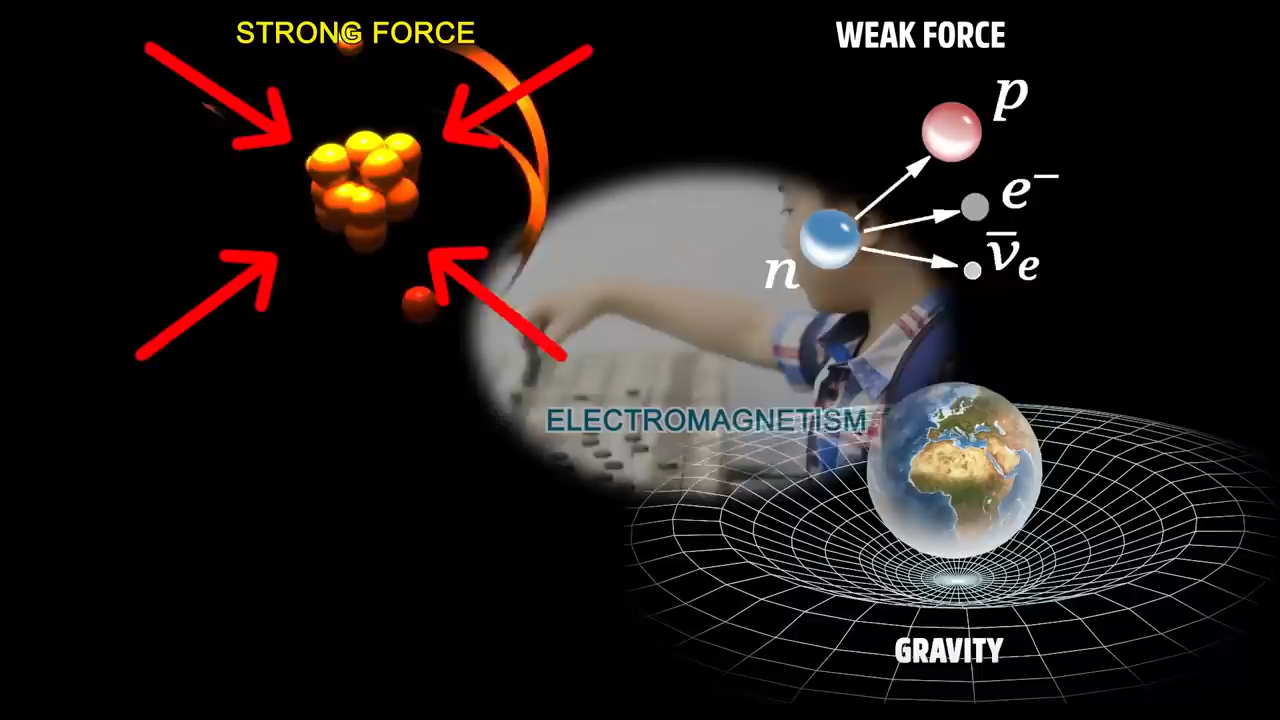 STRONG FORCE
WEAK FORCE
p
e⁻
n
ν̅ₑ
ELECTROMAGNETISM
GRAVITY